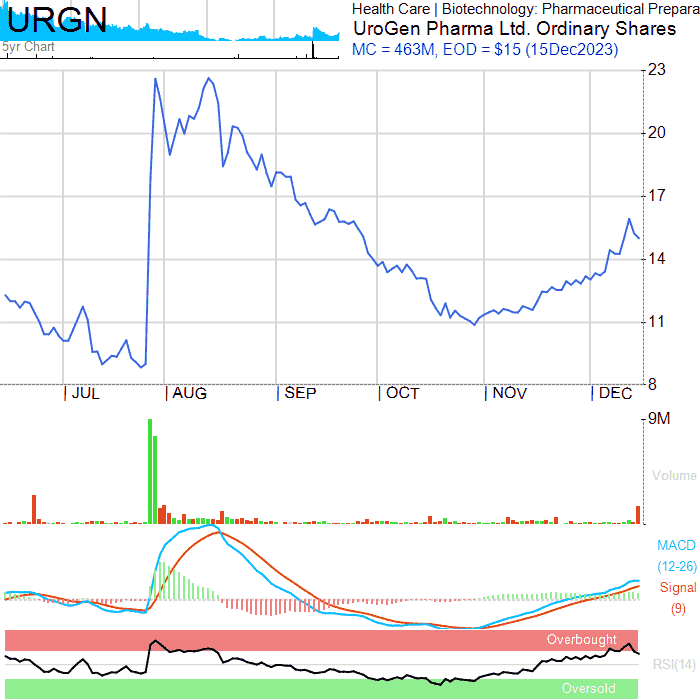 URGN
5yr Chart
Health Care | Biotechnology: Pharmaceutical Prepara
UroGen Pharma Ltd. Ordinary Shares
MC = 463M, EOD = $15 (15Dec2023)
23
20
17
14
11
8
JUL AUG SEP OCT NOV DEC
9M
Volume
MACD
(12-26)
Signal
(9)
Overbought
RSI(14)
Oversold